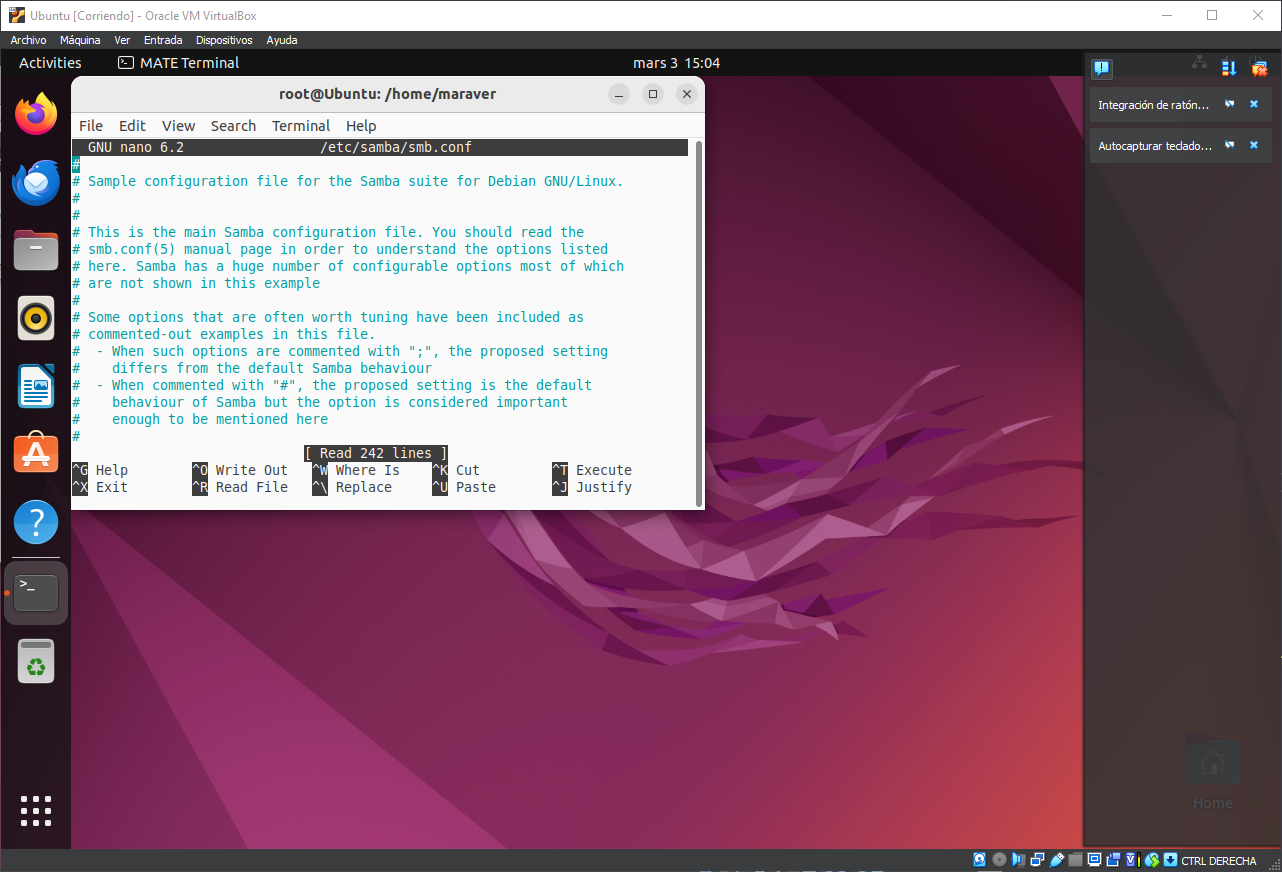 Ubuntu [Corriendo] - Oracle VM VirtualBox
Archivo Máquina Ver Entrada Dispositivos Ayuda
Activities MATE Terminal mars 3 15:04
root@Ubuntu: /home/maraver
File Edit View Search Terminal Help
GNU nano 6.2 /etc/samba/smb.conf
#
# Sample configuration file for the Samba suite for Debian GNU/Linux.
#
#
# This is the main Samba configuration file. You should read the
# smb.conf(5) manual page in order to understand the options listed
# here. Samba has a huge number of configurable options most of which
# are not shown in this example
#
# Some options that are often worth tuning have been included as
# commented-out examples in this file.
#  - When such options are commented with ";", the proposed setting
#    differs from the default Samba behaviour
#  - When commented with "#", the proposed setting is the default
#    behaviour of Samba but the option is considered important
#    enough to be mentioned here
#
[ Read 242 lines ]
^G Help ^O Write Out ^W Where Is ^K Cut ^T Execute
^X Exit ^R Read File ^\ Replace ^U Paste ^J Justify
Integración de ratón...
Autocapturar teclado...
Home
CTRL DERECHA